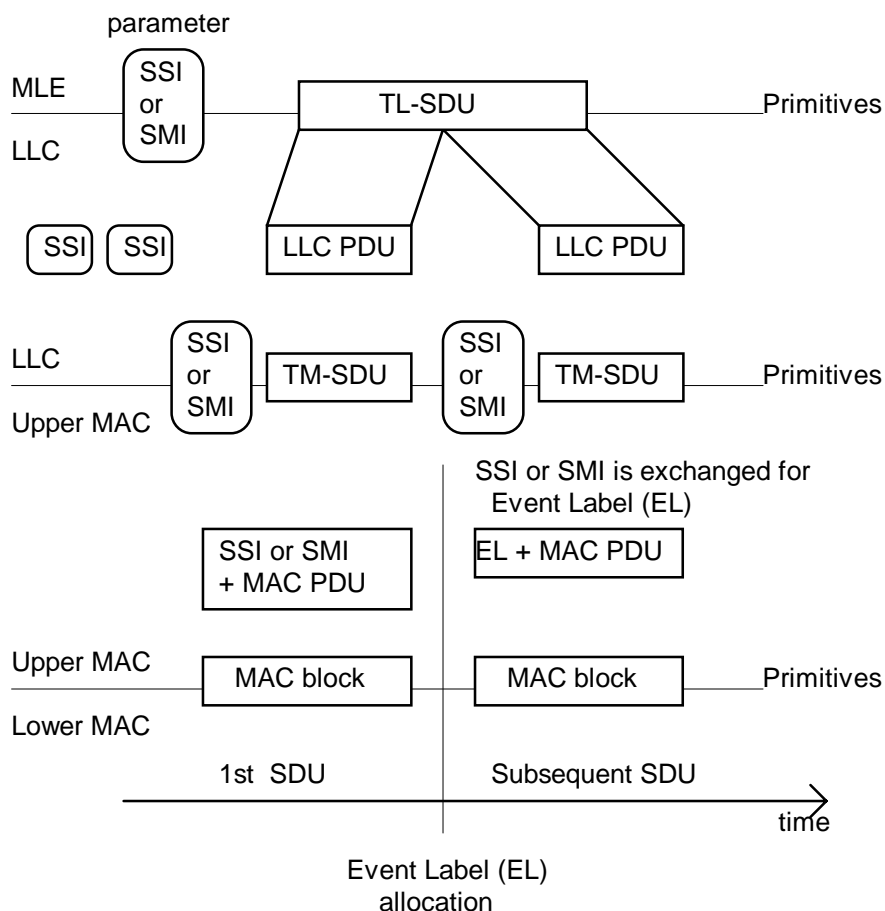 parameter
MLE
SSI
or
SMI
TL-SDU
Primitives
LLC
SSI
SSI
LLC PDU
LLC PDU
LLC
SSI
or
SMI
TM-SDU
SSI
or
SMI
TM-SDU
Primitives
Upper MAC
SSI or SMI is exchanged for
Event Label (EL)
SSI or SMI
+ MAC PDU
EL + MAC PDU
Upper MAC
MAC block
MAC block
Primitives
Lower MAC
1st SDU
Subsequent SDU
time
Event Label (EL)
allocation